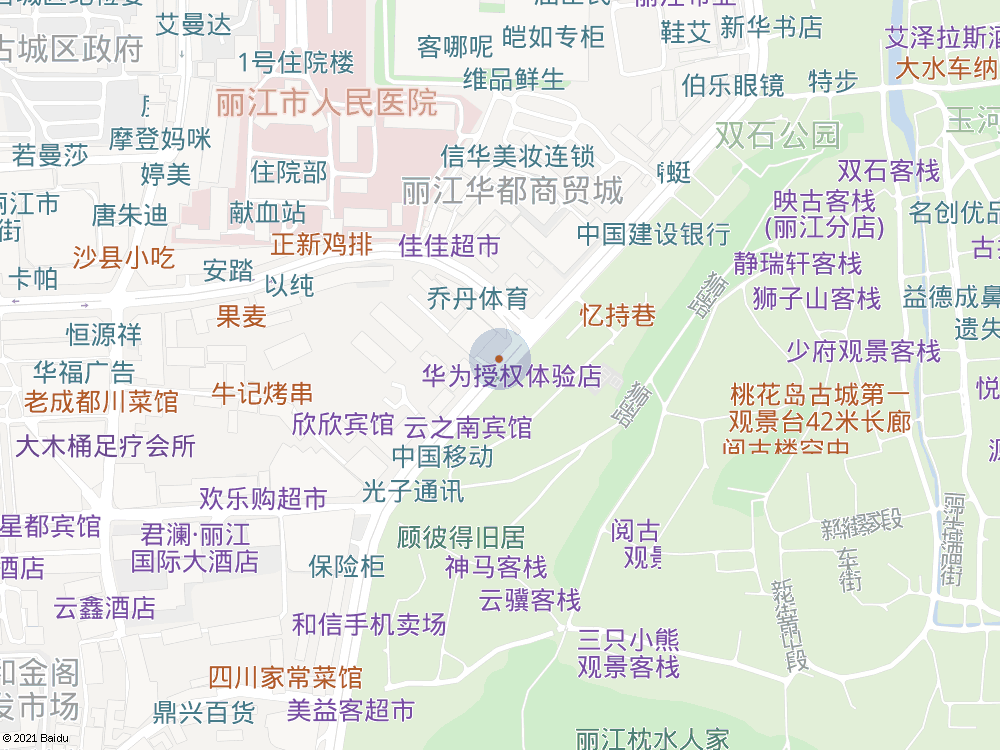 艾曼达
古城区政府
1号住院楼
丽江市人民医院
客哪呢
皑如专柜
维品鲜生
鞋艾
新华书店
伯乐眼镜
特步
大水车纳
双石公园
玉河
摩登妈咪
若曼莎
婷美
住院部
信华美妆连锁
丽江华都商贸城
蜓
双石客栈
映古客栈
(丽江分店)
名创优品
丽江市
街
唐朱迪
献血站
正新鸡排
佳佳超市
中国建设银行
沙县小吃
安踏
以纯
卡帕
静瑞轩客栈
狮子山客栈
益德成鼻
遗失
乔丹体育
忆持巷
果麦
恒源祥
少府观景客栈
华福广告
老成都川菜馆
牛记烤串
华为授权体验店
桃花岛古城第一
观景台42米长廊
欣欣宾馆
云之南宾馆
大木桶足疗会所
中国移动
光子通讯
欢乐购超市
星都宾馆
君澜·丽江
国际大酒店
顾彼得旧居
阅古
观景
保险柜
神马客栈
酒店
云鑫酒店
云骥客栈
和信手机卖场
三只小熊
观景客栈
和金阁
发市场
四川家常菜馆
鼎兴百货
美益客超市
丽江枕水人家
© 2021 Baidu